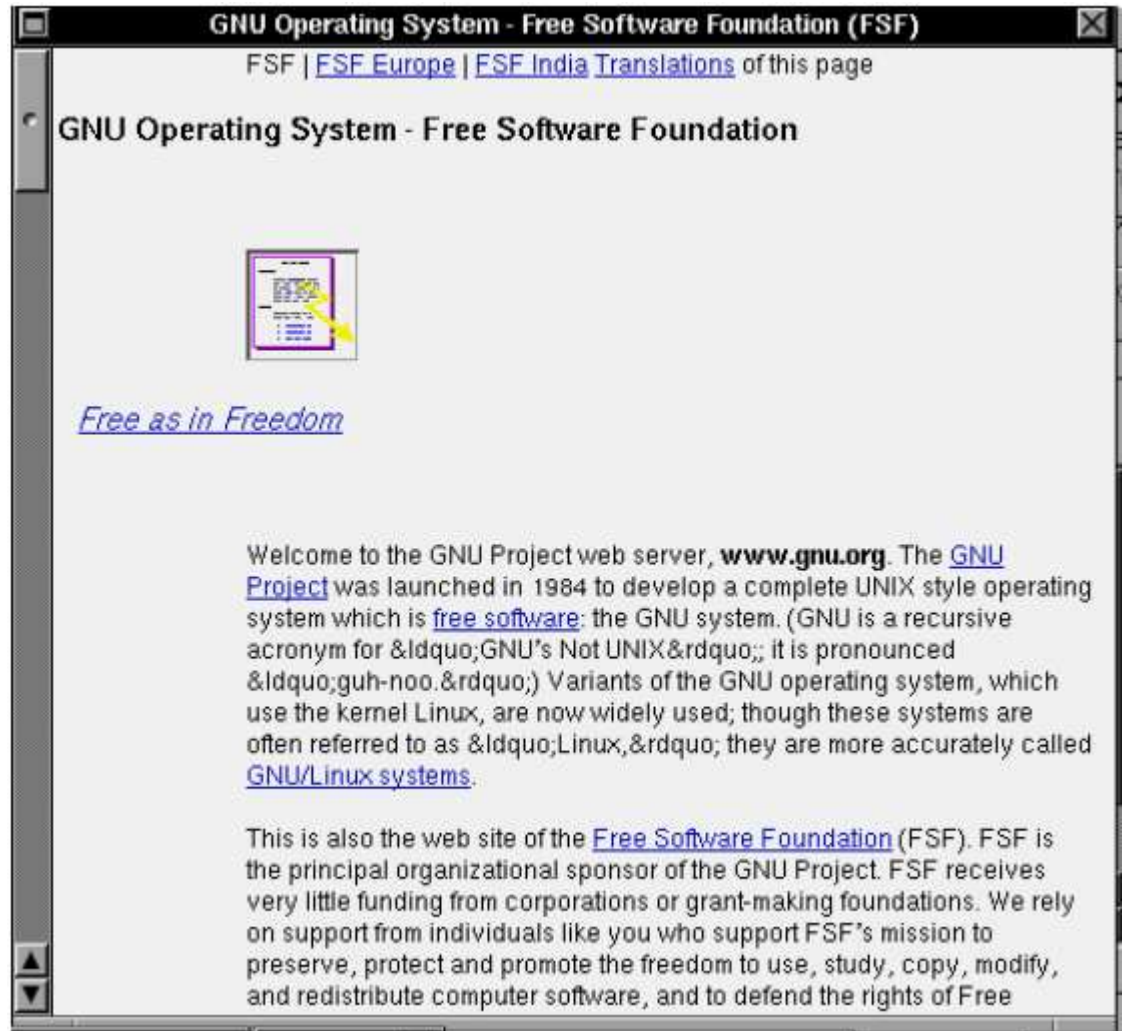 GNU Operating System - Free Software Foundation (FSF)
FSF | FSF Europe | FSF India Translations of this page
GNU Operating System - Free Software Foundation
Free as in Freedom
Welcome to the GNU Project web server, www.gnu.org. The GNU
Project was launched in 1984 to develop a complete UNIX style operating
system which is free software: the GNU system. (GNU is a recursive
acronym for &ldquo;GNU's Not UNIX&rdquo;; it is pronounced
&ldquo;guh-noo.&rdquo;) Variants of the GNU operating system, which
use the kernel Linux, are now widely used; though these systems are
often referred to as &ldquo;Linux,&rdquo; they are more accurately called
GNU/Linux systems.
This is also the web site of the Free Software Foundation (FSF). FSF is
the principal organizational sponsor of the GNU Project. FSF receives
very little funding from corporations or grant-making foundations. We rely
on support from individuals like you who support FSF's mission to
preserve, protect and promote the freedom to use, study, copy, modify,
and redistribute computer software, and to defend the rights of Free